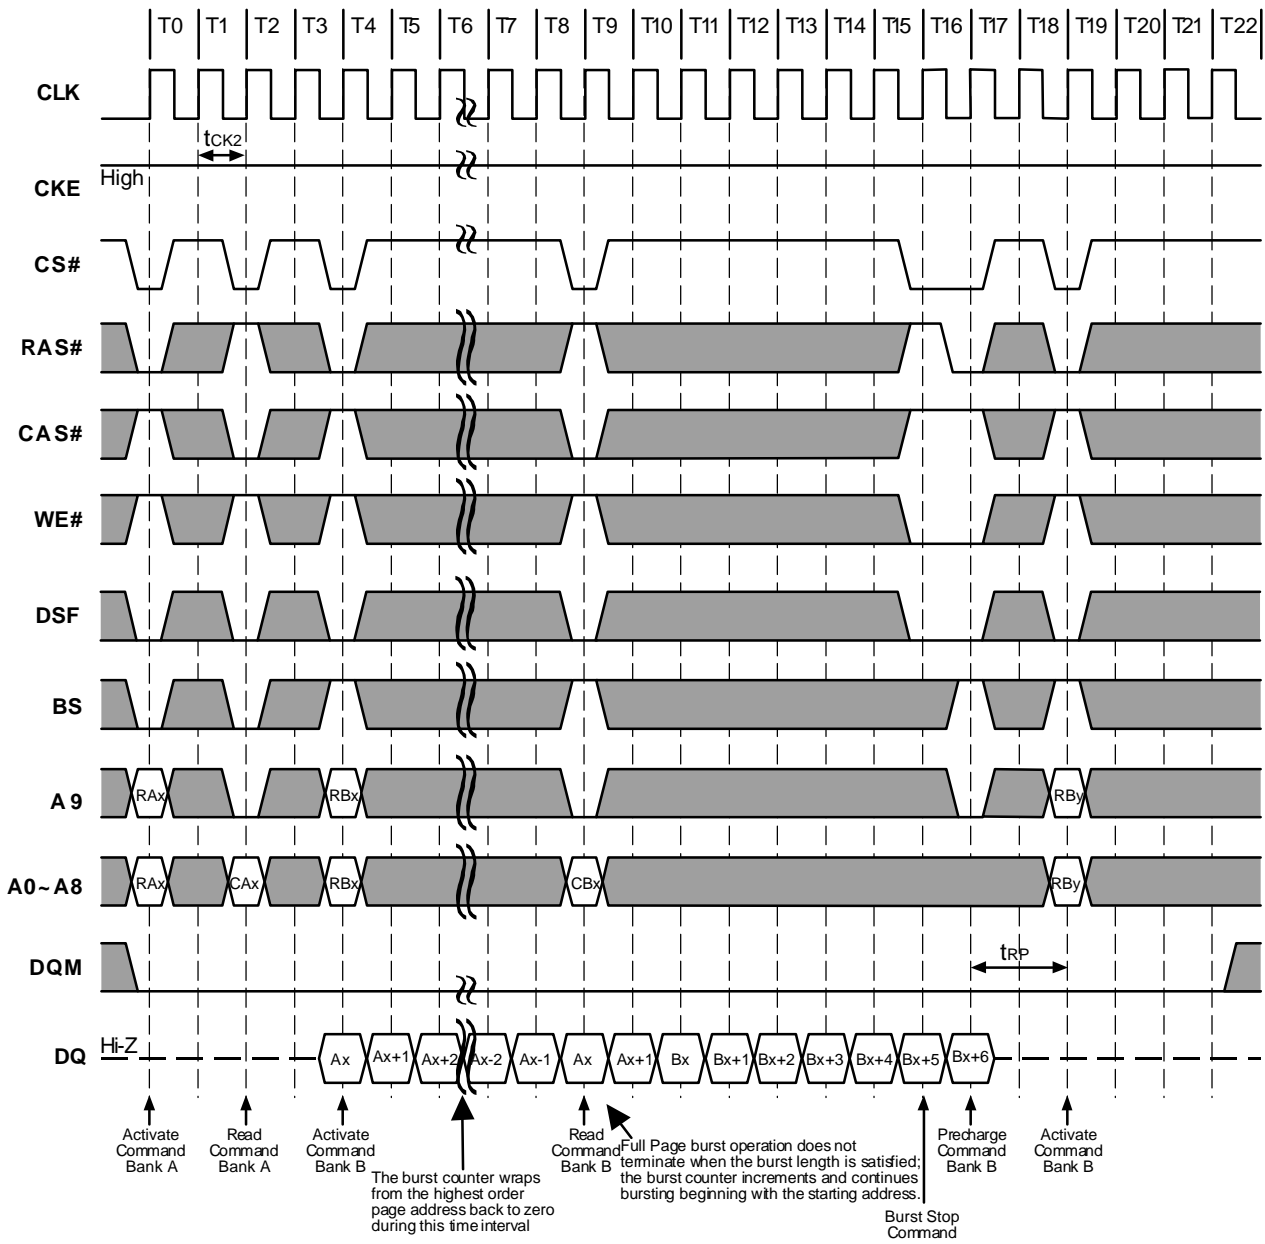 T0 T1 T2 T3 T4 T5 T6 T7 T8 T9 T10 T11 T12 T13 T14 T15 T16 T17 T18 T19 T20 T21 T22
CLK
tCK2
High
CKE
CS#
RAS#
CAS#
WE#
DSF
BS
A9
RAx RBx RBy
A0~A8
RAx CAx RBx CBx RBy
DQM
tRP
DQ
Hi-Z
Ax Ax+1 Ax+2 Ax-2 Ax-1 Ax Ax+1 Bx Bx+1 Bx+2 Bx+3 Bx+4 Bx+5 Bx+6
Activate
Command
Bank A
Read
Command
Bank A
Activate
Command
Bank B
The burst counter wraps
from the highest order
page address back to zero
during this time interval
Read
Command
Bank B
Full Page burst operation does not
terminate when the burst length is satisfied;
the burst counter increments and continues
bursting beginning with the starting address.
Burst Stop
Command
Precharge
Command
Bank B
Activate
Command
Bank B